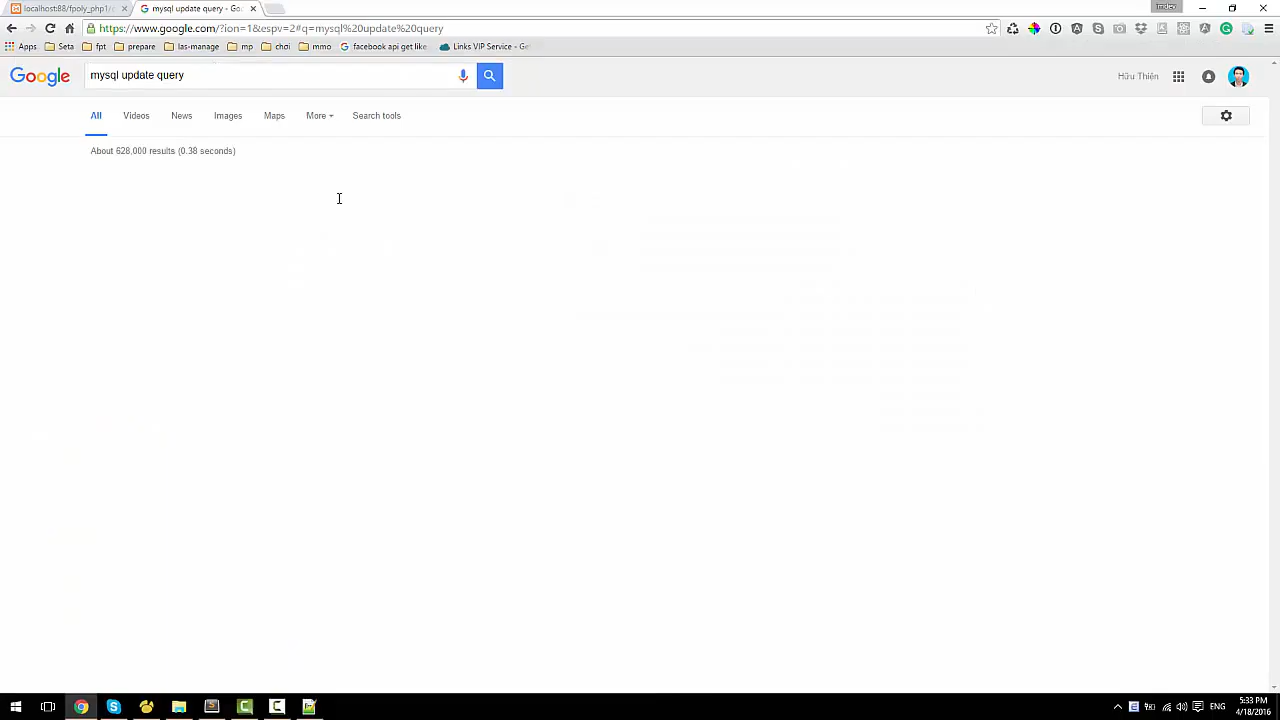 localhost:88/fpoly_php1/
mysql update query - Go
findev
https://www.google.com/?ion=1&espv=2#q=mysql%20update%20query
Apps Seta fpt prepare las-manage mp choi mmo facebook api get like Links VIP Service - Ge
Google mysql update query Hữu Thiện
All Videos News Images Maps More Search tools
About 628,000 results (0.38 seconds)
ENG 5:33 PM
4/18/2016